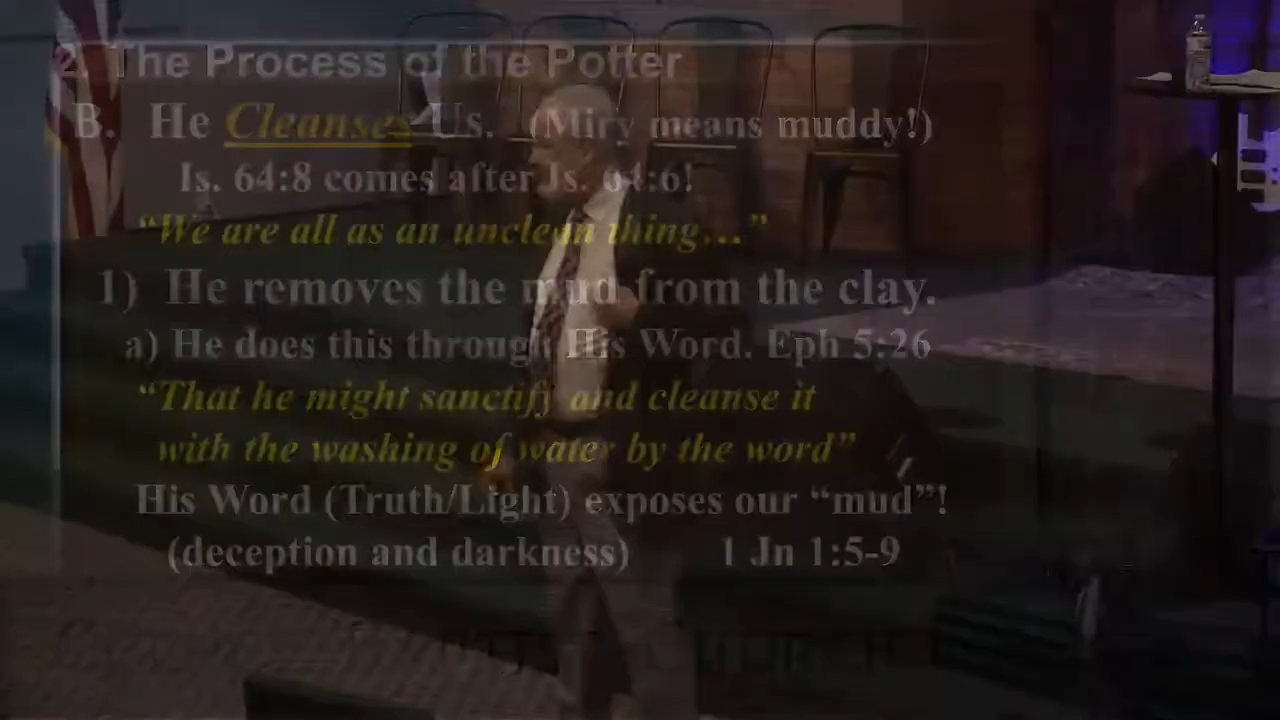 2. The Process of the Potter
B. He Cleanses Us. (Miry means muddy!)
Is. 64:8 comes after Is. 64:6!
“We are all as an unclean thing…”
1) He removes the mud from the clay.
a) He does this through His Word. Eph 5:26
“That he might sanctify and cleanse it
with the washing of water by the word”
His Word (Truth/Light) exposes our “mud”!
(deception and darkness) 1 Jn 1:5-9